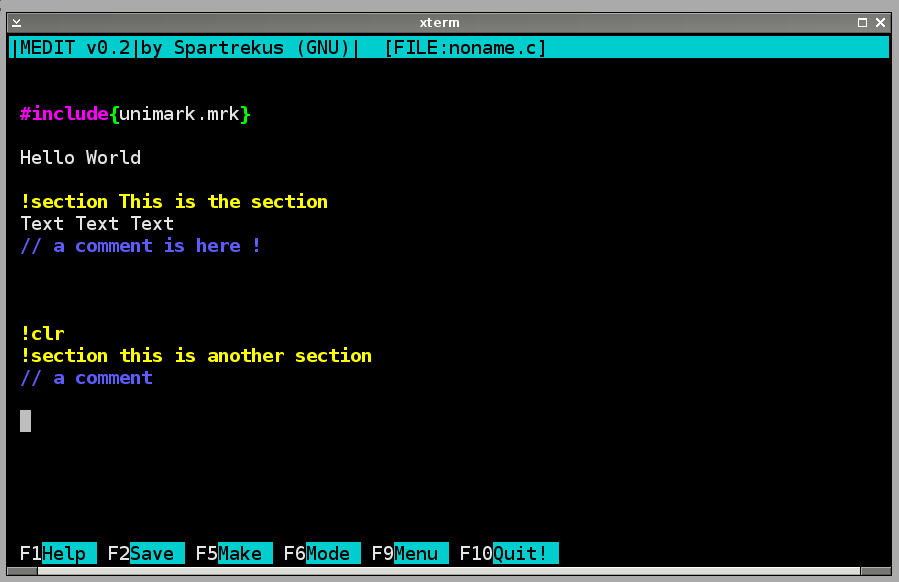 xterm
|MEDIT v0.2|by Spartrekus (GNU)|  [FILE:noname.c]
#include{unimark.mrk}
Hello World
!section This is the section
Text Text Text
// a comment is here !
!clr
!section this is another section
// a comment
F1Help F2Save F5Make F6Mode F9Menu F10Quit!